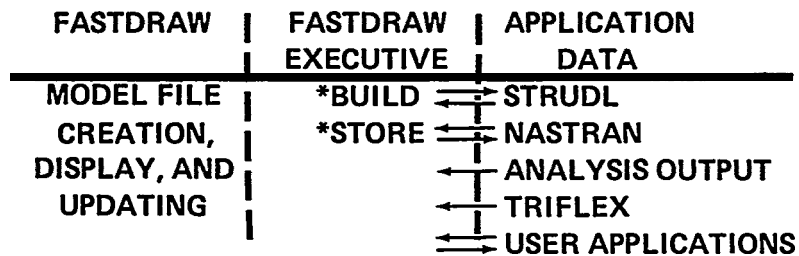 FASTDRAW
FASTDRAW
EXECUTIVE
APPLICATION
DATA
MODEL FILE
CREATION,
DISPLAY, AND
UPDATING
*BUILD
*STORE
STRUDL
NASTRAN
ANALYSIS OUTPUT
TRIFLEX
USER APPLICATIONS